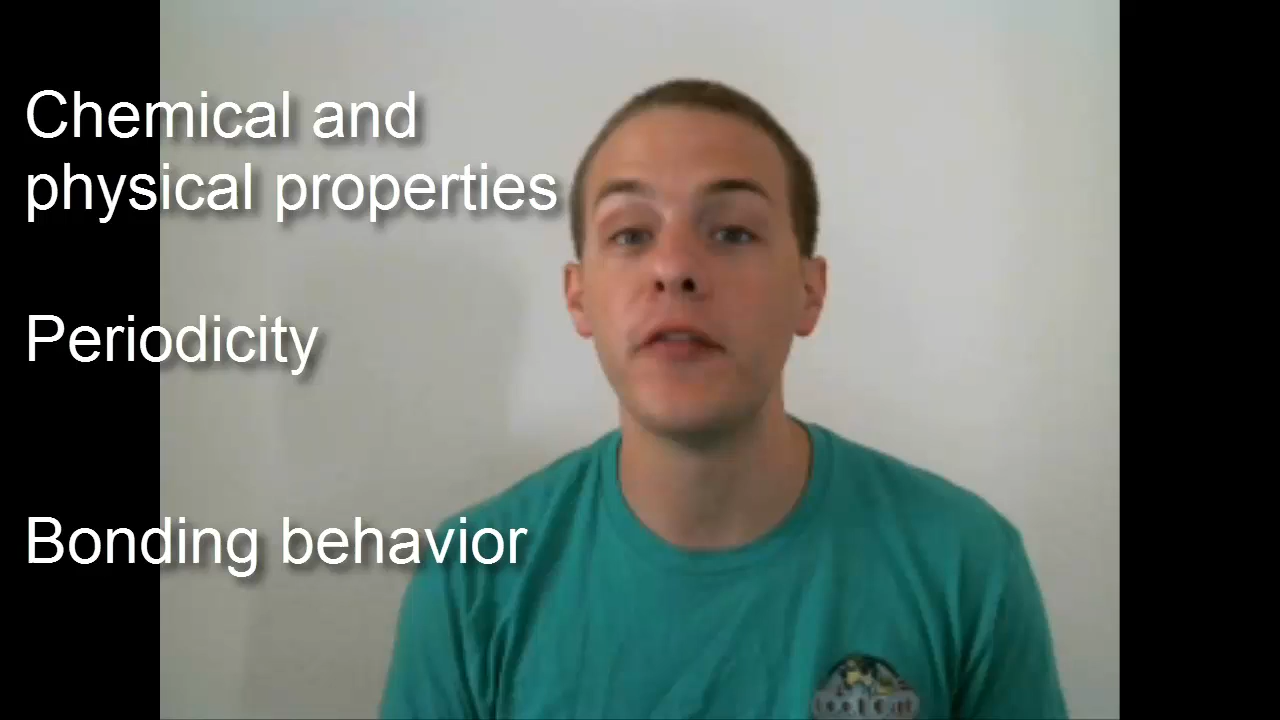 Chemical and
physical properties
Periodicity
Bonding behavior